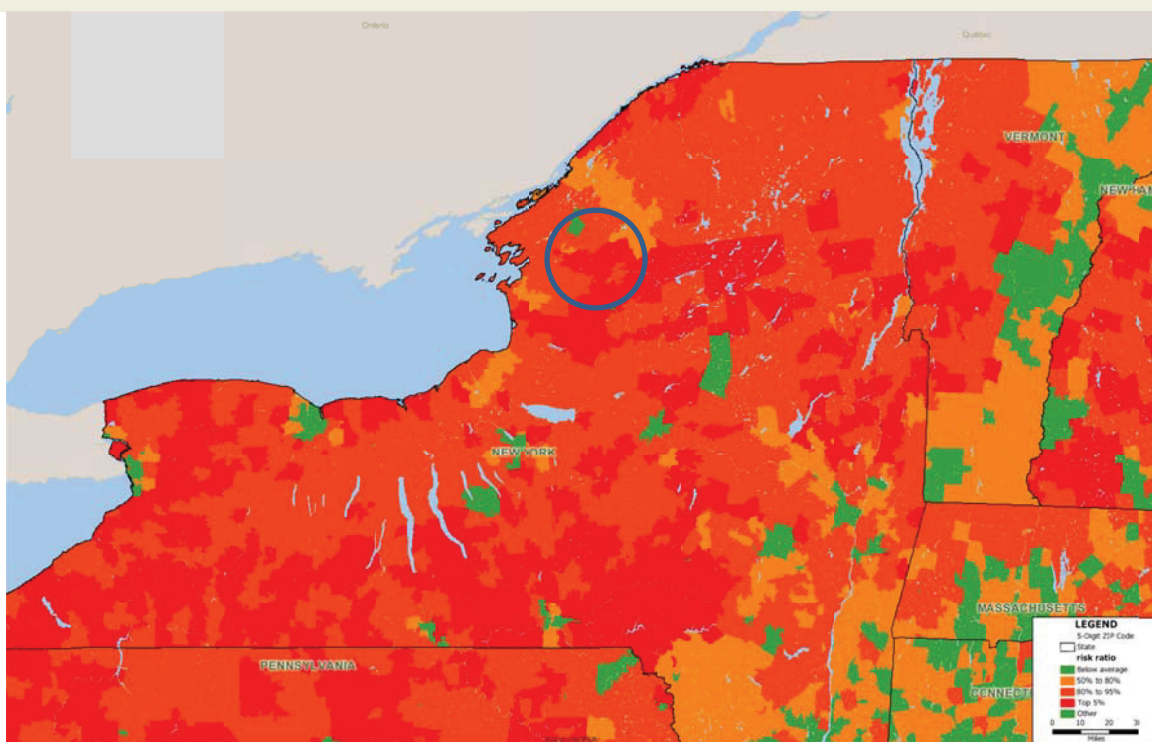 Ontario
Quebec
VERMONT
NEW HAM
NEW YORK
MASSACHUSETTS
PENNSYLVANIA
CONNECT
LEGEND
5-Digit ZIP Code
State
risk ratio
Below average
50% to 80%
80% to 95%
Top 5%
Other
0 10 20 3
Miles